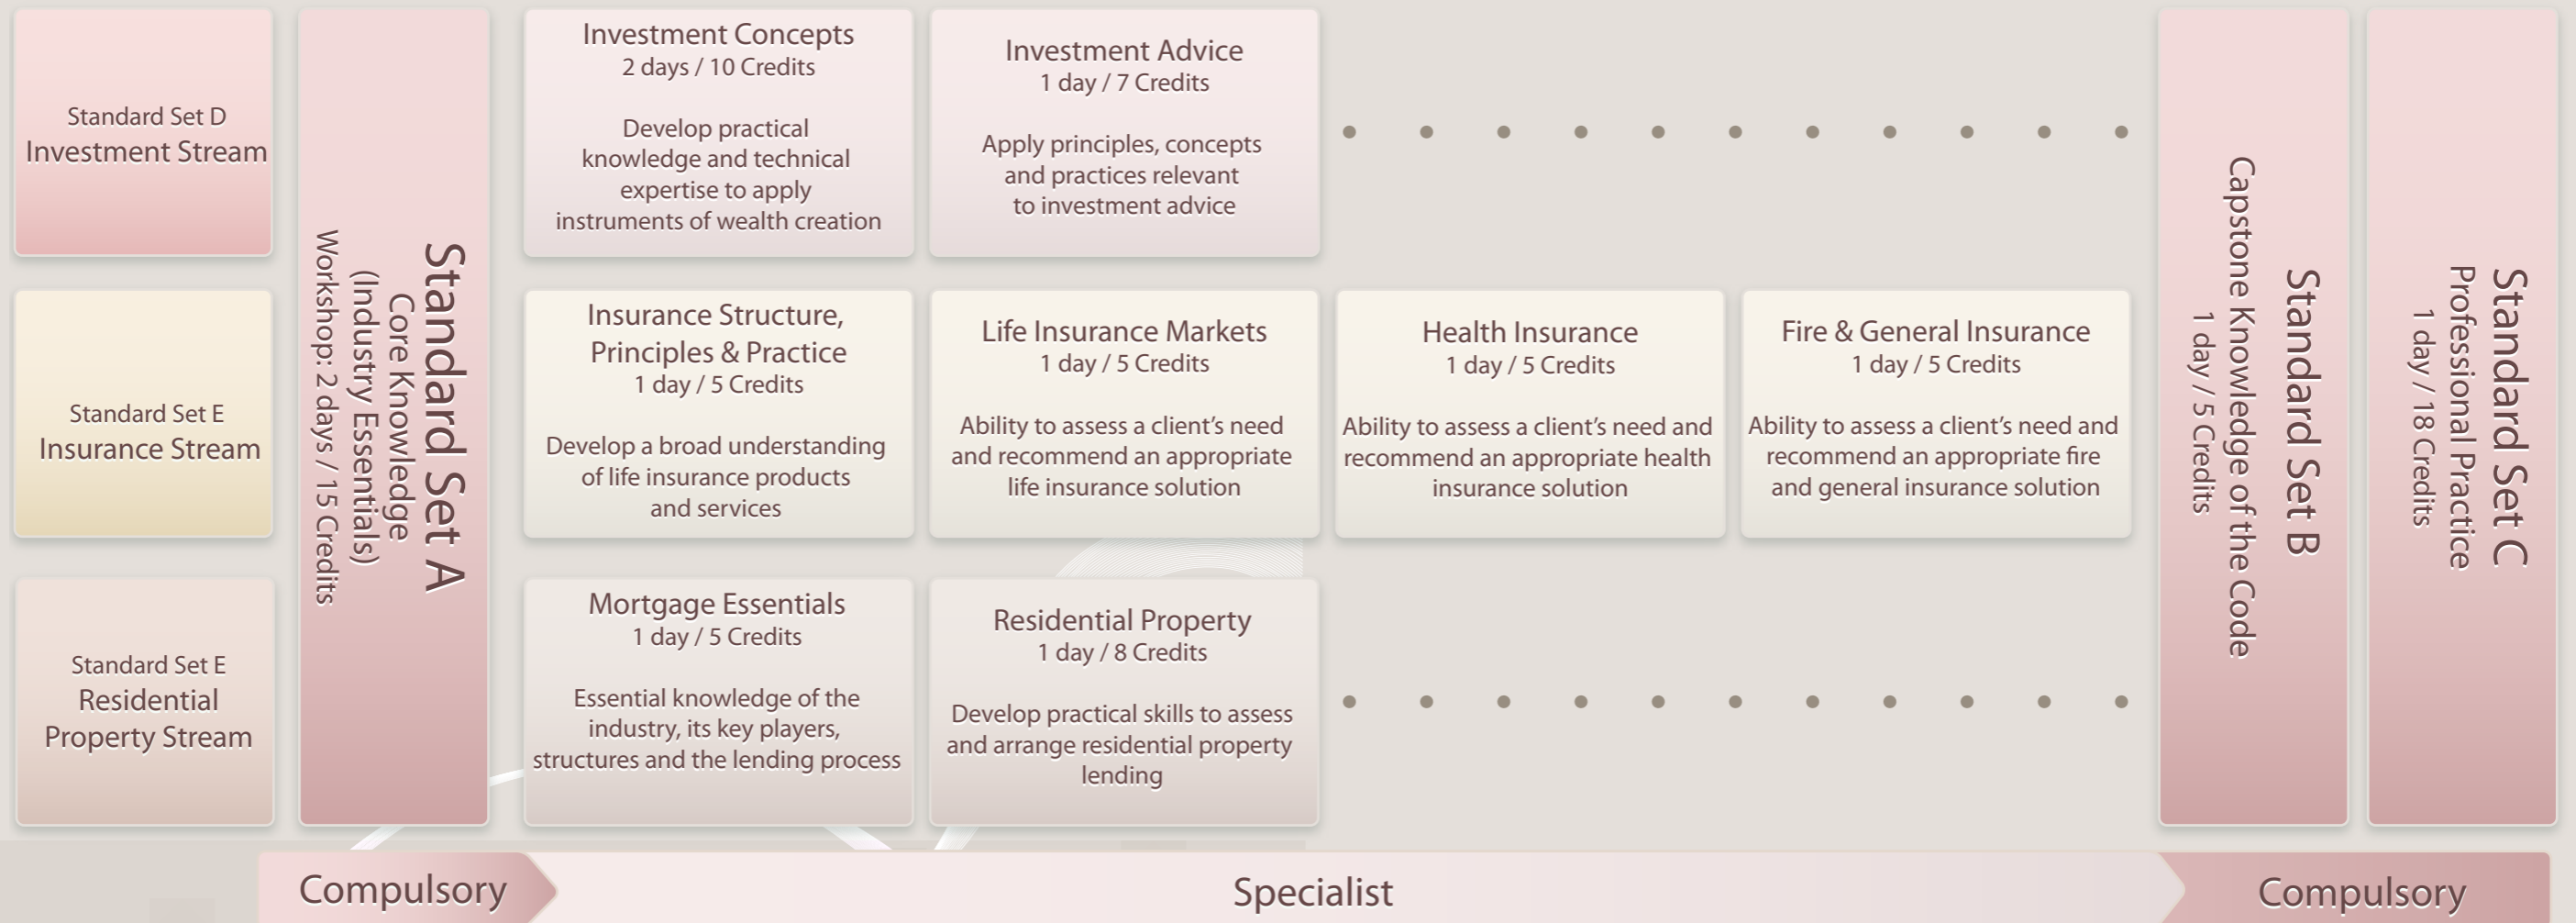 Standard Set D
Investment Stream
Standard Set A
Core Knowledge
(Industry Essentials)
Workshop: 2 days / 15 Credits
Investment Concepts
2 days / 10 Credits
Develop practical
knowledge and technical
expertise to apply
instruments of wealth creation
Investment Advice
1 day / 7 Credits
Apply principles, concepts
and practices relevant
to investment advice
Standard Set E
Insurance Stream
Insurance Structure,
Principles & Practice
1 day / 5 Credits
Develop a broad understanding
of life insurance products
and services
Life Insurance Markets
1 day / 5 Credits
Ability to assess a client’s need
and recommend an appropriate
life insurance solution
Health Insurance
1 day / 5 Credits
Ability to assess a client’s need and
recommend an appropriate health
insurance solution
Fire & General Insurance
1 day / 5 Credits
Ability to assess a client’s need and
recommend an appropriate fire
and general insurance solution
Standard Set E
Residential
Property Stream
Mortgage Essentials
1 day / 5 Credits
Essential knowledge of the
industry, its key players,
structures and the lending process
Residential Property
1 day / 8 Credits
Develop practical skills to assess
and arrange residential property
lending
Standard Set B
Capstone Knowledge of the Code
1 day / 5 Credits
Standard Set C
Professional Practice
1 day / 18 Credits
Compulsory
Specialist
Compulsory